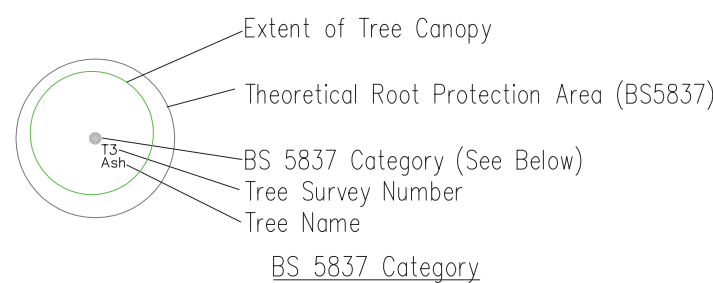 Extent of Tree Canopy
Theoretical Root Protection Area (BS5837)
T3
Ash
BS 5837 Category (See Below)
Tree Survey Number
Tree Name
BS 5837 Category